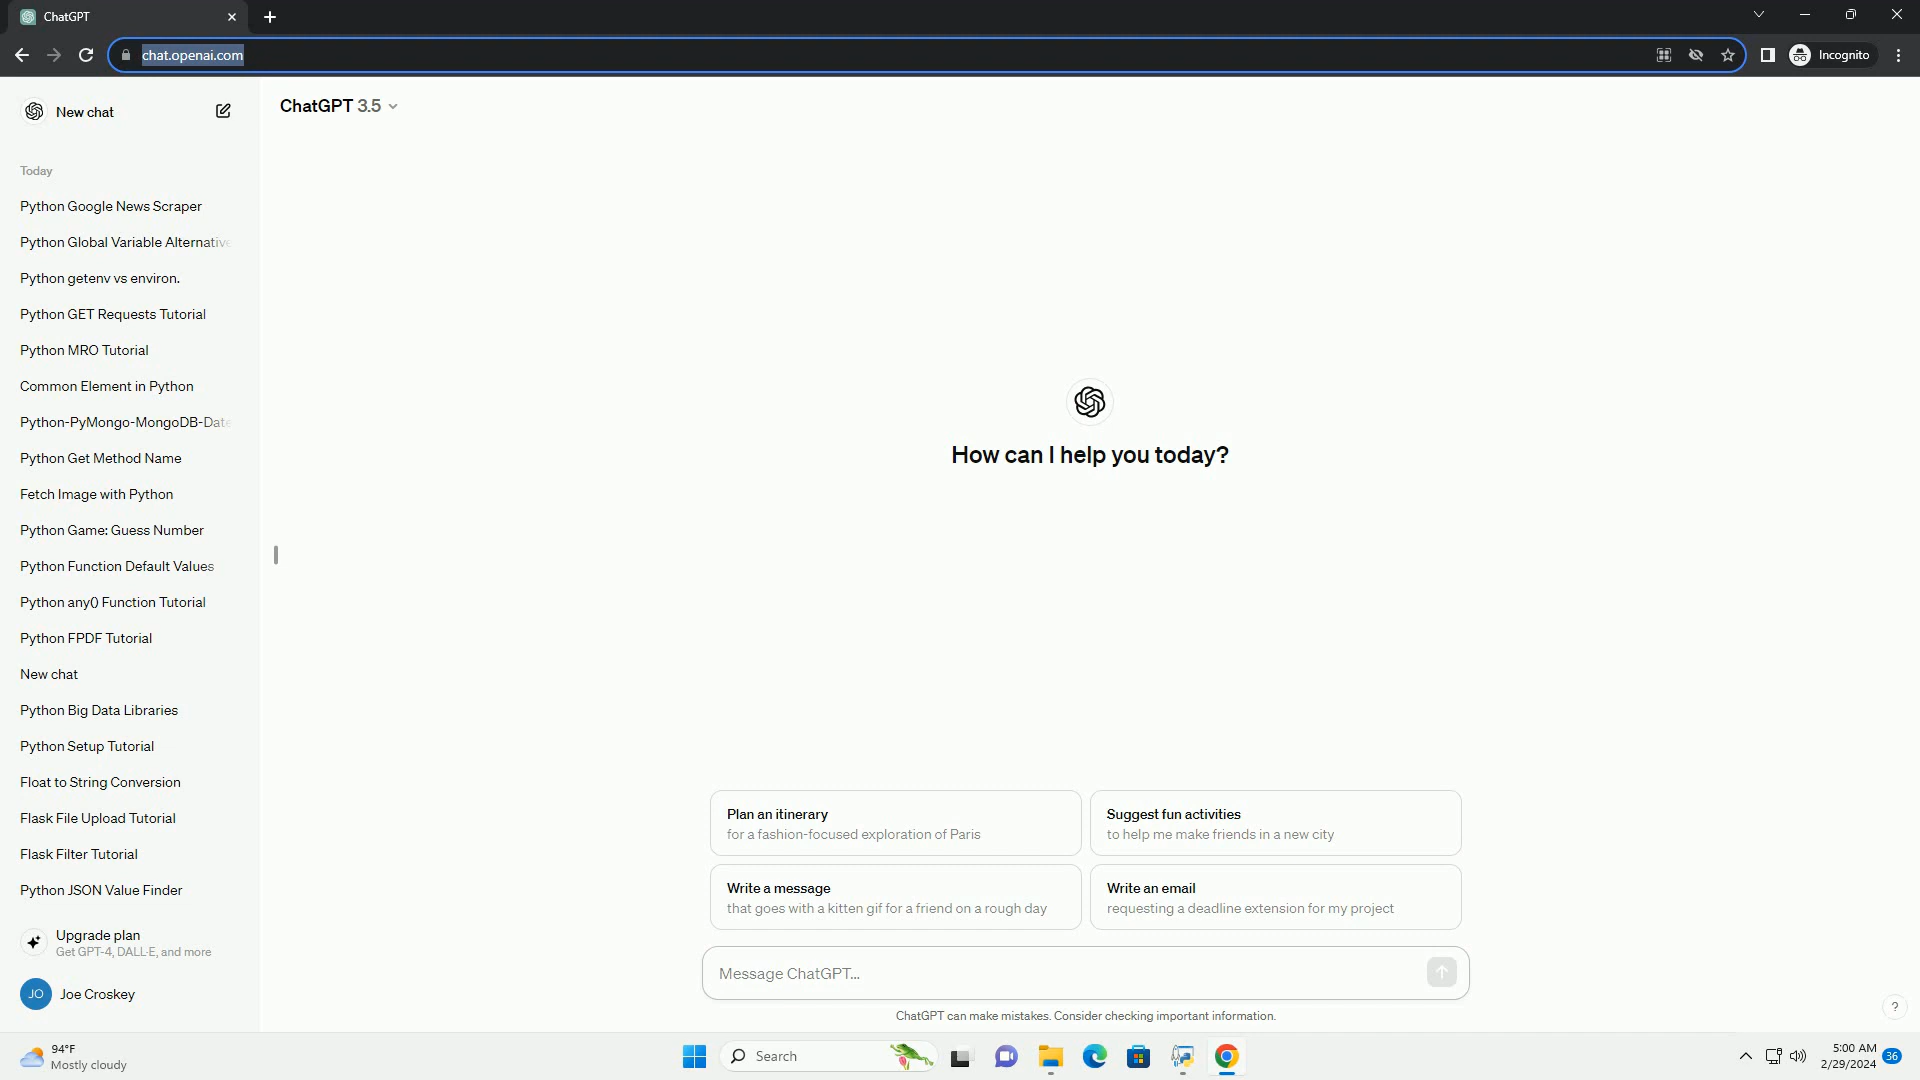 ChatGPT
chat.openai.com
Incognito
New chat
ChatGPT 3.5
Today
Python Google News Scraper
Python Global Variable Alternative
Python getenv vs environ.
Python GET Requests Tutorial
Python MRO Tutorial
Common Element in Python
Python-PyMongo-MongoDB-Date
Python Get Method Name
Fetch Image with Python
Python Game: Guess Number
Python Function Default Values
Python any() Function Tutorial
Python FPDF Tutorial
New chat
Python Big Data Libraries
Python Setup Tutorial
Float to String Conversion
Flask File Upload Tutorial
Flask Filter Tutorial
Python JSON Value Finder
Upgrade plan
Get GPT-4, DALL·E, and more
JO Joe Croskey
How can I help you today?
Plan an itinerary
for a fashion-focused exploration of Paris
Suggest fun activities
to help me make friends in a new city
Write a message
that goes with a kitten gif for a friend on a rough day
Write an email
requesting a deadline extension for my project
Message ChatGPT...
ChatGPT can make mistakes. Consider checking important information.
?
94°F
Mostly cloudy
Search
5:00 AM
2/29/2024
36